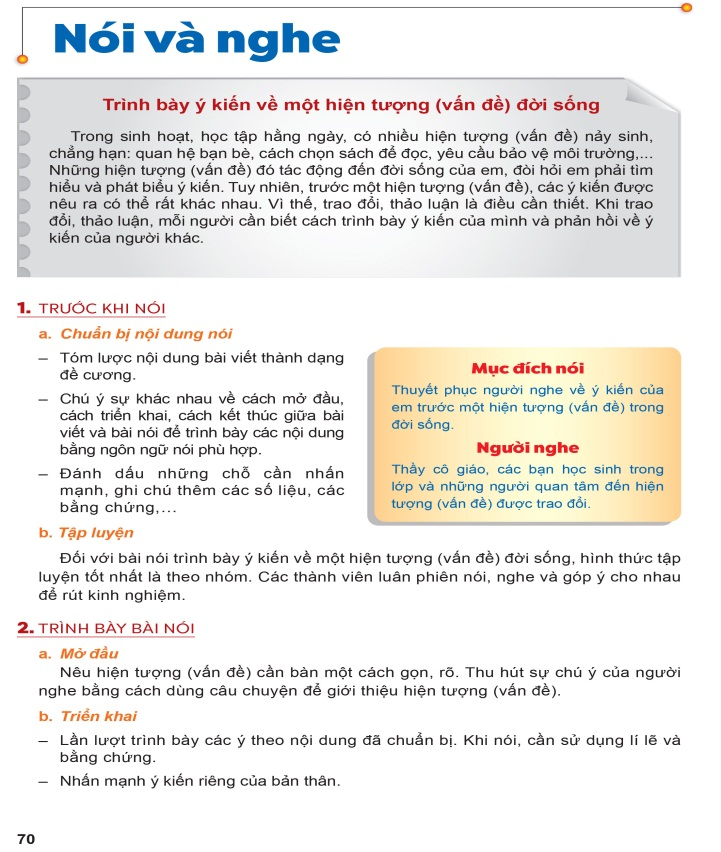 Nói và nghe
Trình bày ý kiến về một hiện tượng (vấn đề) đời sống
Trong sinh hoạt, học tập hằng ngày, có nhiều hiện tượng (vấn đề) nảy sinh,
chẳng hạn: quan hệ bạn bè, cách chọn sách để đọc, yêu cầu bảo vệ môi trường,...
Những hiện tượng (vấn đề) đó tác động đến đời sống của em, đòi hỏi em phải tìm
hiểu và phát biểu ý kiến. Tuy nhiên, trước một hiện tượng (vấn đề), các ý kiến được
nêu ra có thể rất khác nhau. Vì thế, trao đổi, thảo luận là điều cần thiết. Khi trao
đổi, thảo luận, mỗi người cần biết cách trình bày ý kiến của mình và phản hồi về ý
kiến của người khác.
1. TRƯỚC KHI NÓI
a. Chuẩn bị nội dung nói
– Tóm lược nội dung bài viết thành dạng
đề cương.
– Chú ý sự khác nhau về cách mở đầu,
cách triển khai, cách kết thúc giữa bài
viết và bài nói để trình bày các nội dung
bằng ngôn ngữ nói phù hợp.
– Đánh dấu những chỗ cần nhấn
mạnh, ghi chú thêm các số liệu, các
bằng chứng,...
Mục đích nói
Thuyết phục người nghe về ý kiến của
em trước một hiện tượng (vấn đề) trong
đời sống.
Người nghe
Thầy cô giáo, các bạn học sinh trong
lớp và những người quan tâm đến hiện
tượng (vấn đề) được trao đổi.
b. Tập luyện
Đối với bài nói trình bày ý kiến về một hiện tượng (vấn đề) đời sống, hình thức tập
luyện tốt nhất là theo nhóm. Các thành viên luân phiên nói, nghe và góp ý cho nhau
để rút kinh nghiệm.
2. TRÌNH BÀY BÀI NÓI
a. Mở đầu
Nêu hiện tượng (vấn đề) cần bàn một cách gọn, rõ. Thu hút sự chú ý của người
nghe bằng cách dùng câu chuyện để giới thiệu hiện tượng (vấn đề).
b. Triển khai
– Lần lượt trình bày các ý theo nội dung đã chuẩn bị. Khi nói, cần sử dụng lí lẽ và
bằng chứng.
– Nhấn mạnh ý kiến riêng của bản thân.
70